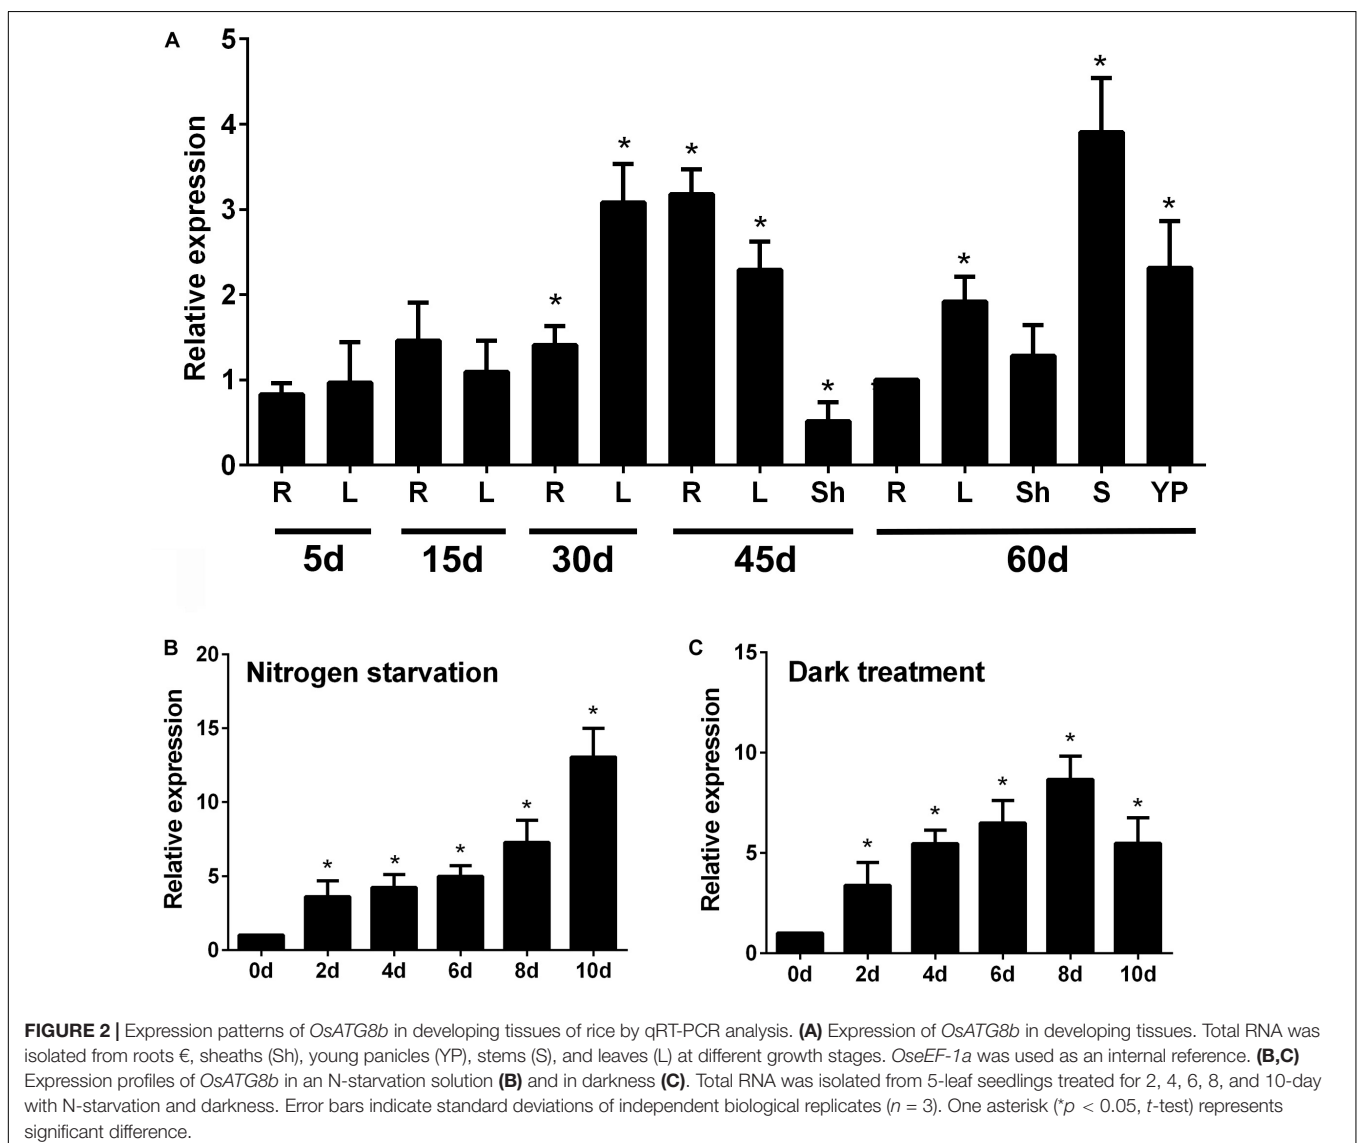 A
5
4
3
2
1
0
Relative expression
* * * * * * * *
R L R L R L R L Sh R L Sh S YP
5d 15d 30d 45d 60d
B
Nitrogen starvation
20
15
10
5
0
Relative expression
* * * * *
0d 2d 4d 6d 8d 10d
C
Dark treatment
15
10
5
0
Relative expression
* * * * *
0d 2d 4d 6d 8d 10d
FIGURE 2 | Expression patterns of OsATG8b in developing tissues of rice by qRT-PCR analysis. (A) Expression of OsATG8b in developing tissues. Total RNA was
isolated from roots €, sheaths (Sh), young panicles (YP), stems (S), and leaves (L) at different growth stages. OseEF-1a was used as an internal reference. (B,C)
Expression profiles of OsATG8b in an N-starvation solution (B) and in darkness (C). Total RNA was isolated from 5-leaf seedlings treated for 2, 4, 6, 8, and 10-day
with N-starvation and darkness. Error bars indicate standard deviations of independent biological replicates (n = 3). One asterisk (*p < 0.05, t-test) represents
significant difference.